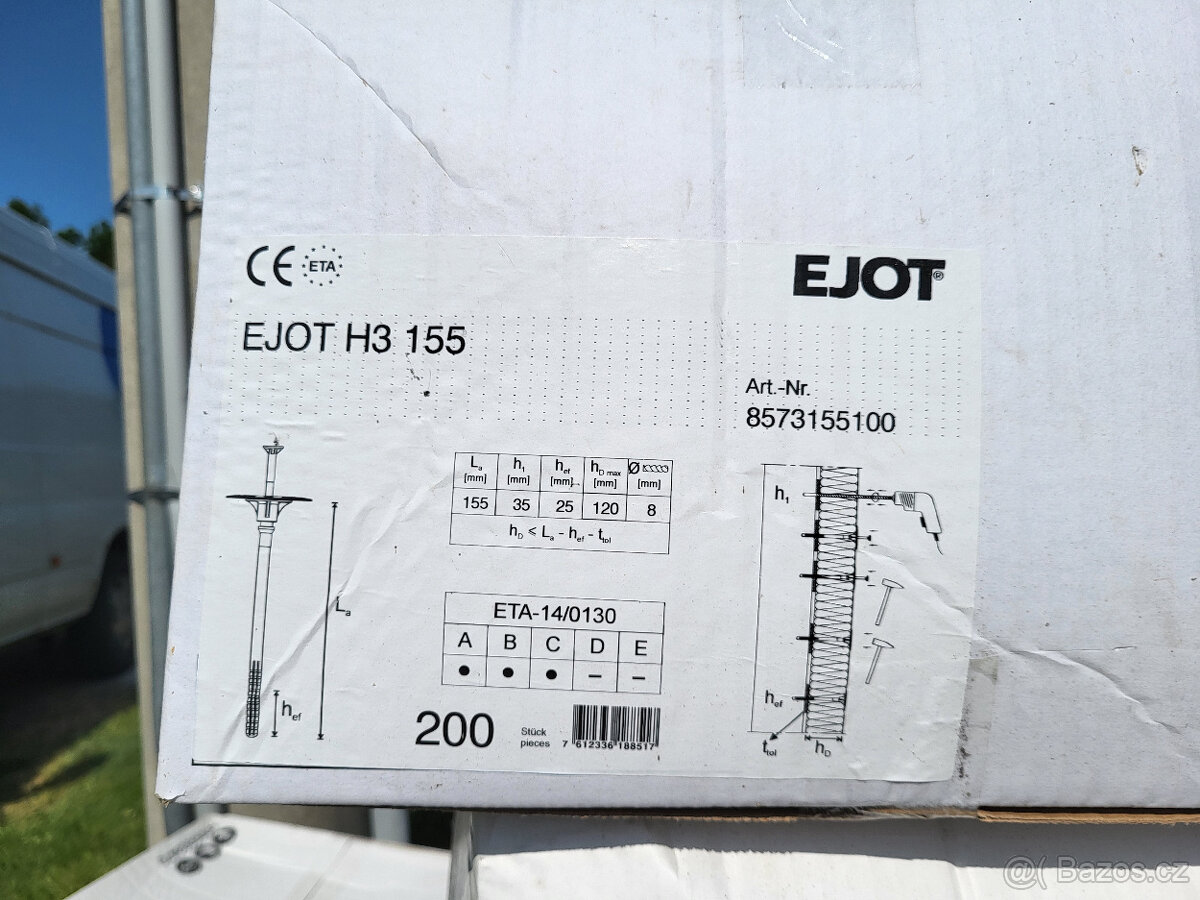 CE ETA
EJOT®
EJOT H3 155
Art.-Nr.
8573155100
La h1 hef hD max Ø
[mm] [mm] [mm] [mm] [mm]
155 35 25 120 8
hD ≤ La - hef - ttol
La
hef
ETA-14/0130
A B C D E
● ● ● – –
200 Stück
pieces
7 612336 188517
h1
hef
ttol
hD
@( Bazos.cz